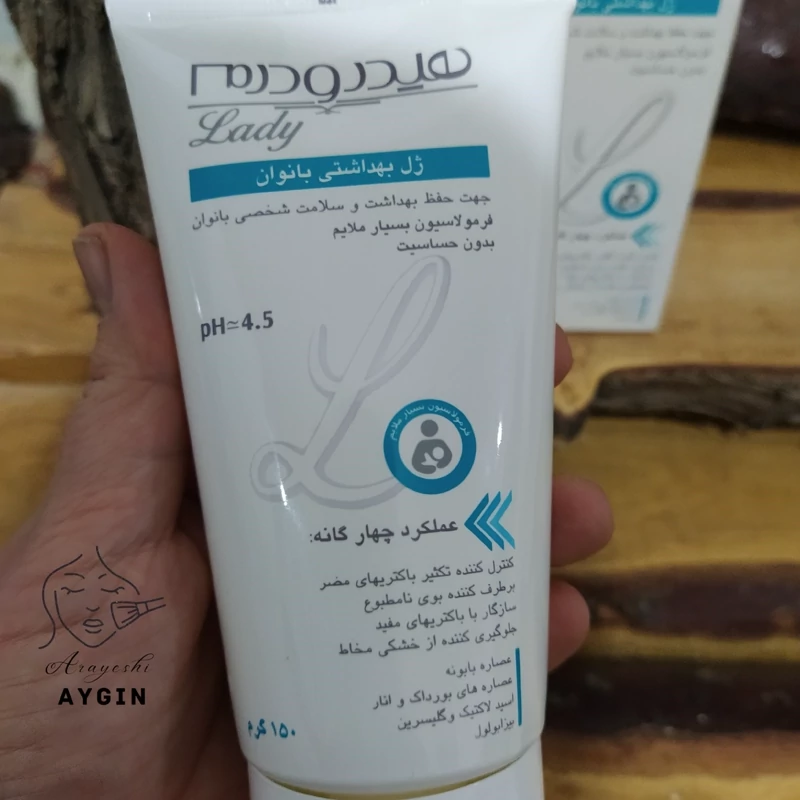 هیدرودرم
Lady
ژل بهداشتی بانوان
جهت حفظ بهداشت و سلامت شخصی بانوان
فرمولاسیون بسیار ملایم
بدون حساسیت
pH≃4.5
فرمولاسیون بسیار ملایم
عملکرد چهار گانه:
کنترل کننده تکثیر باکتریهای مضر
برطرف کننده بوی نامطبوع
سازگار با باکتریهای مفید
جلوگیری کننده از خشکی مخاط
عصاره بابونه
عصاره های بورداک و انار
اسید لاکتیک وگلیسرین
بیزابولول
۱۵۰ گرم
ژل بهداشتی بانوان
Arayeshi
AYGIN